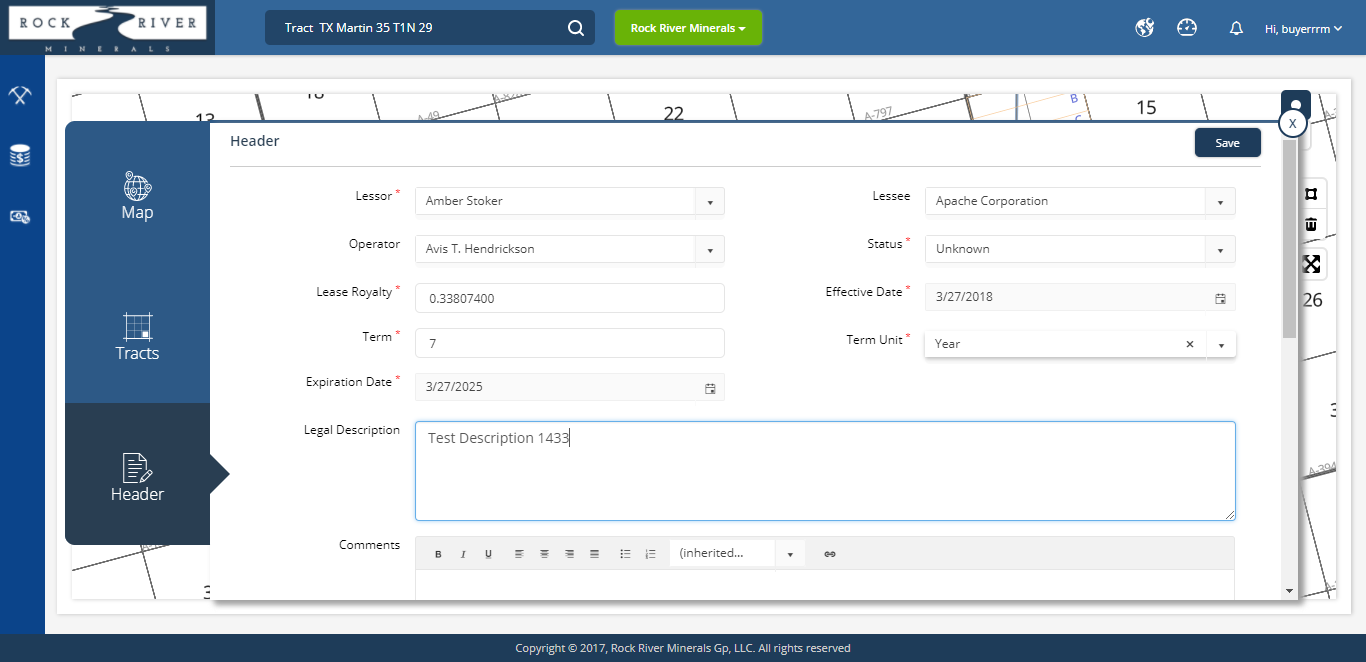 ROCK RIVER
MINERALS
Tract TX Martin 35 T1N 29
Rock River Minerals
Hi, buyerrrm
13
A-49
22
A-797
B
C
15
X
Header
Save
Map
Lessor *
Amber Stoker
Lessee
Apache Corporation
Operator
Avis T. Hendrickson
Status *
Unknown
Lease Royalty *
0.33807400
Effective Date *
3/27/2018
26
Term *
7
Term Unit *
Year
Tracts
Expiration Date *
3/27/2025
Legal Description
Test Description 1433
A-394
Header
Comments
B I U
(inherited...
Copyright © 2017, Rock River Minerals Gp, LLC. All rights reserved